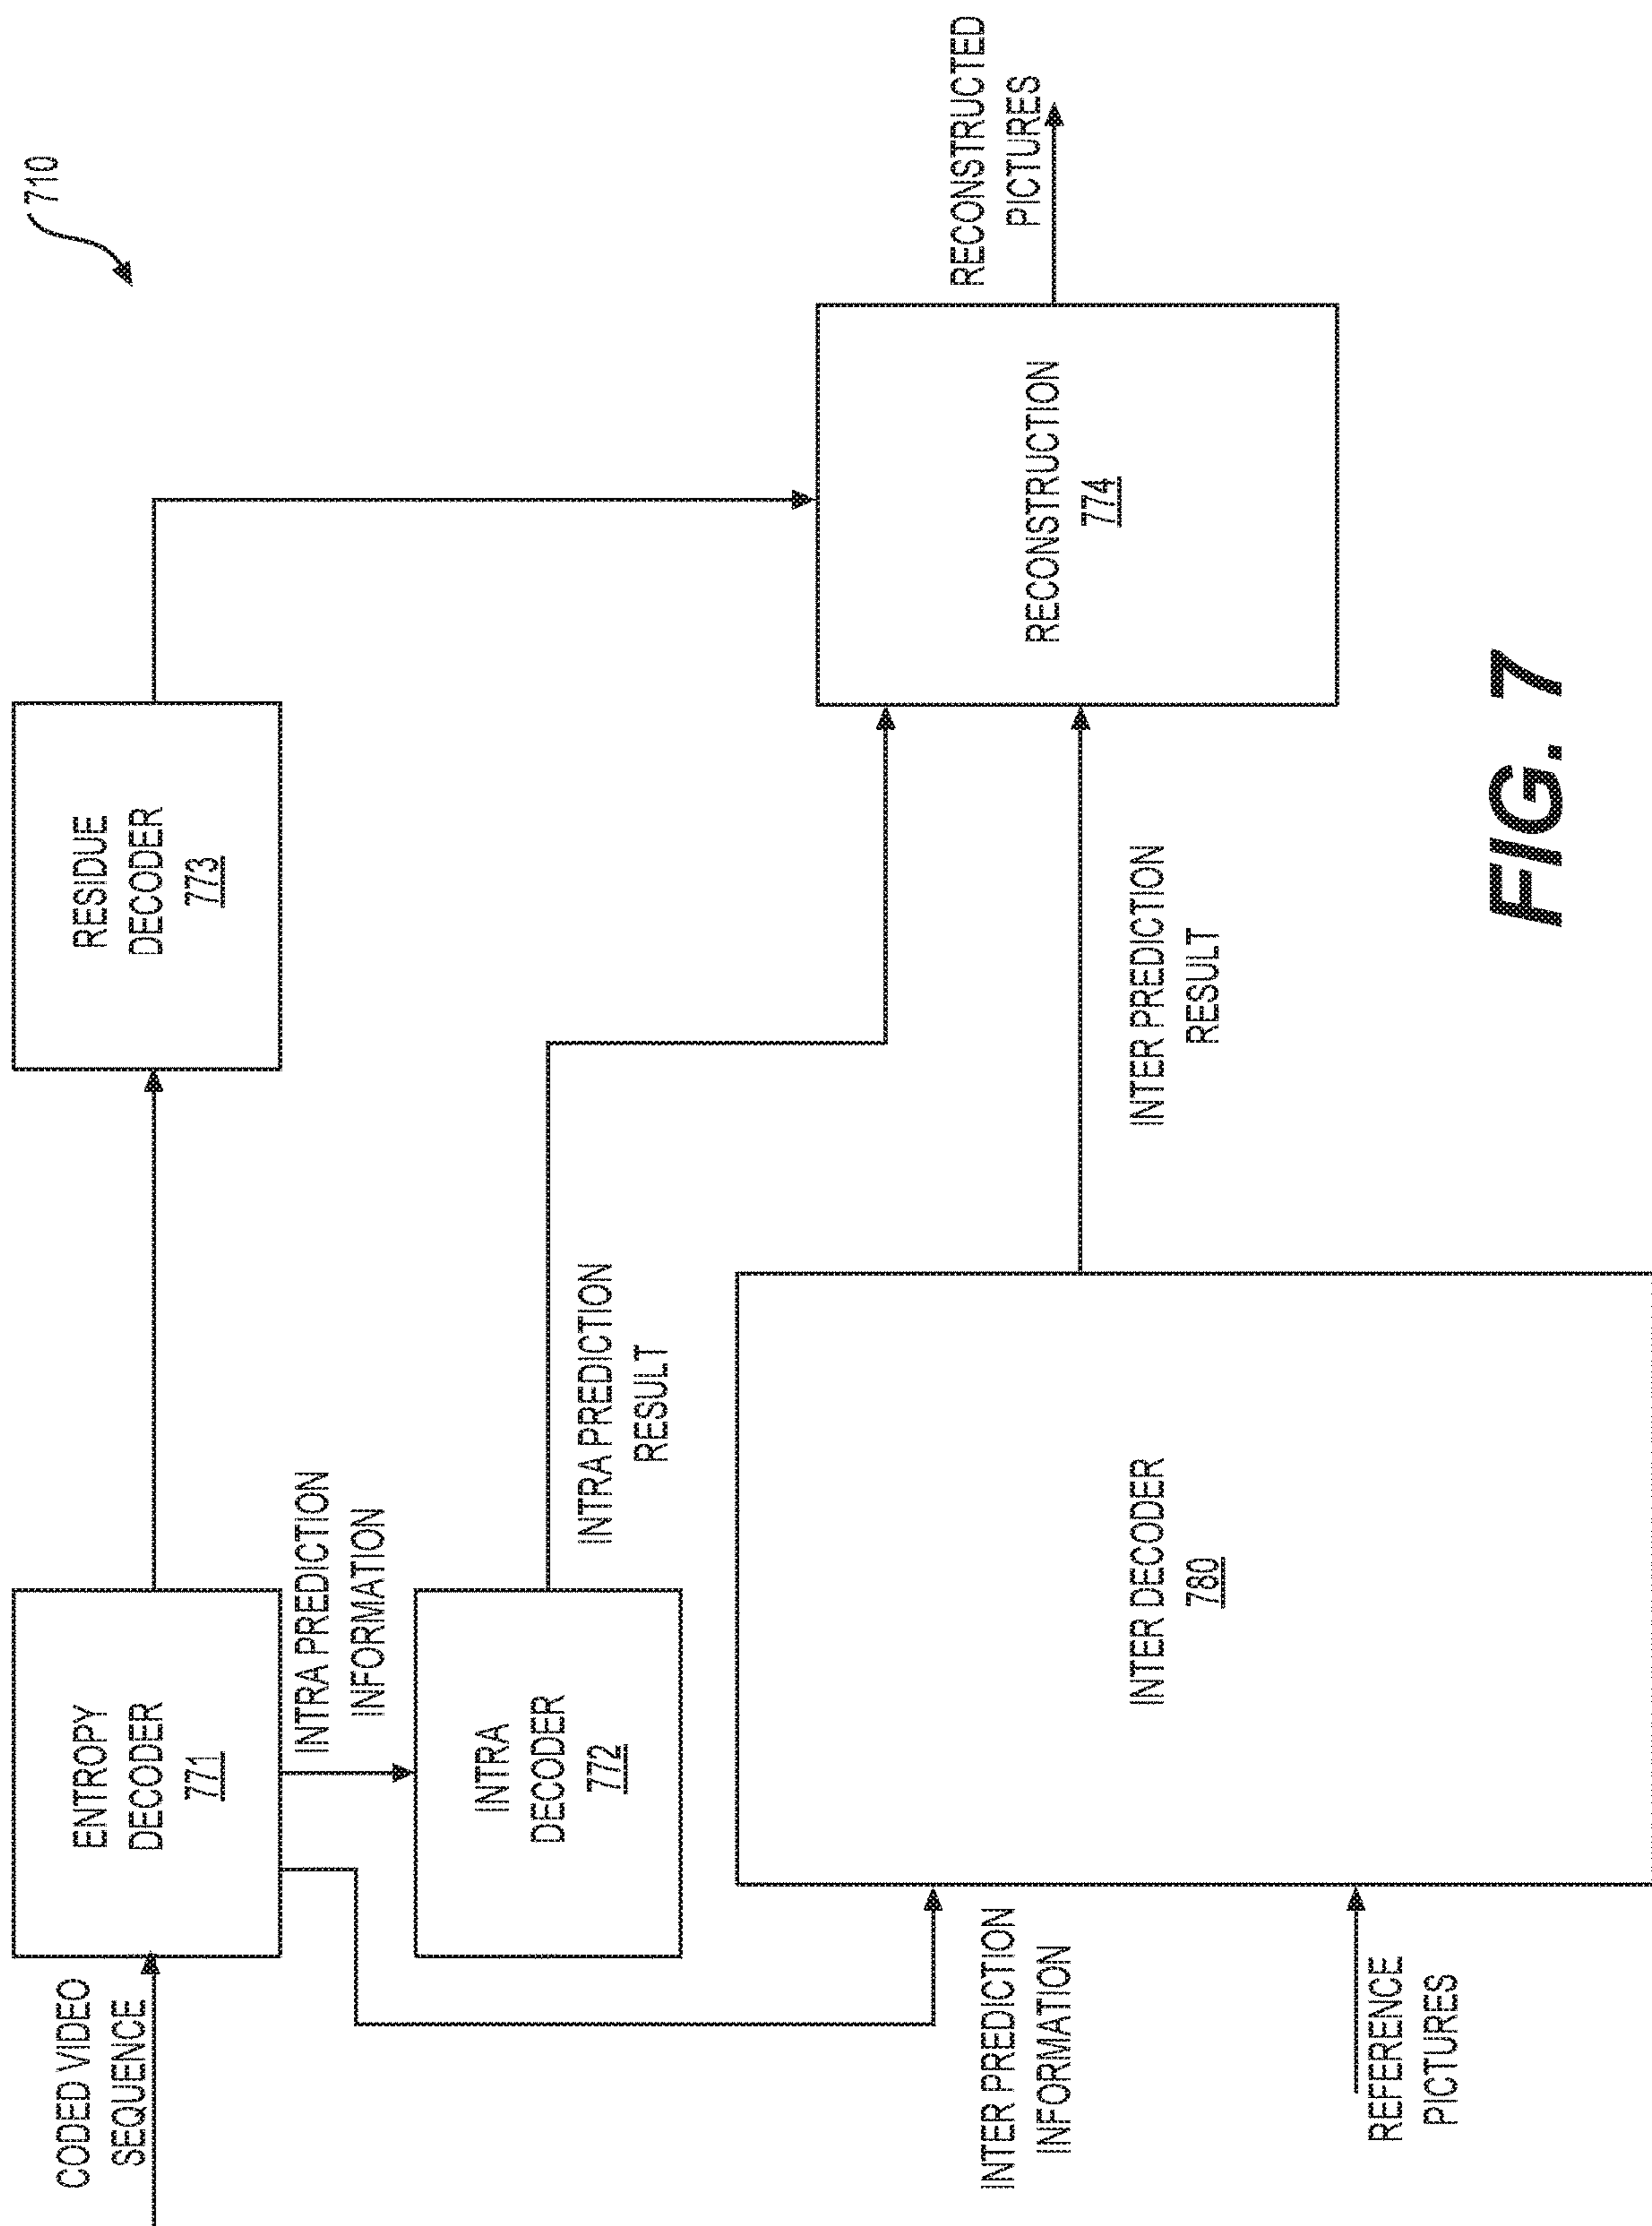 710
CODED VIDEO
SEQUENCE
ENTROPY
DECODER
771
RESIDUE
DECODER
773
INTRA PREDICTION
INFORMATION
INTRA
DECODER
772
INTRA PREDICTION
RESULT
RECONSTRUCTED
PICTURES
RECONSTRUCTION
774
INTER PREDICTION
INFORMATION
INTER DECODER
780
INTER PREDICTION
RESULT
REFERENCE
PICTURES
FIG. 7